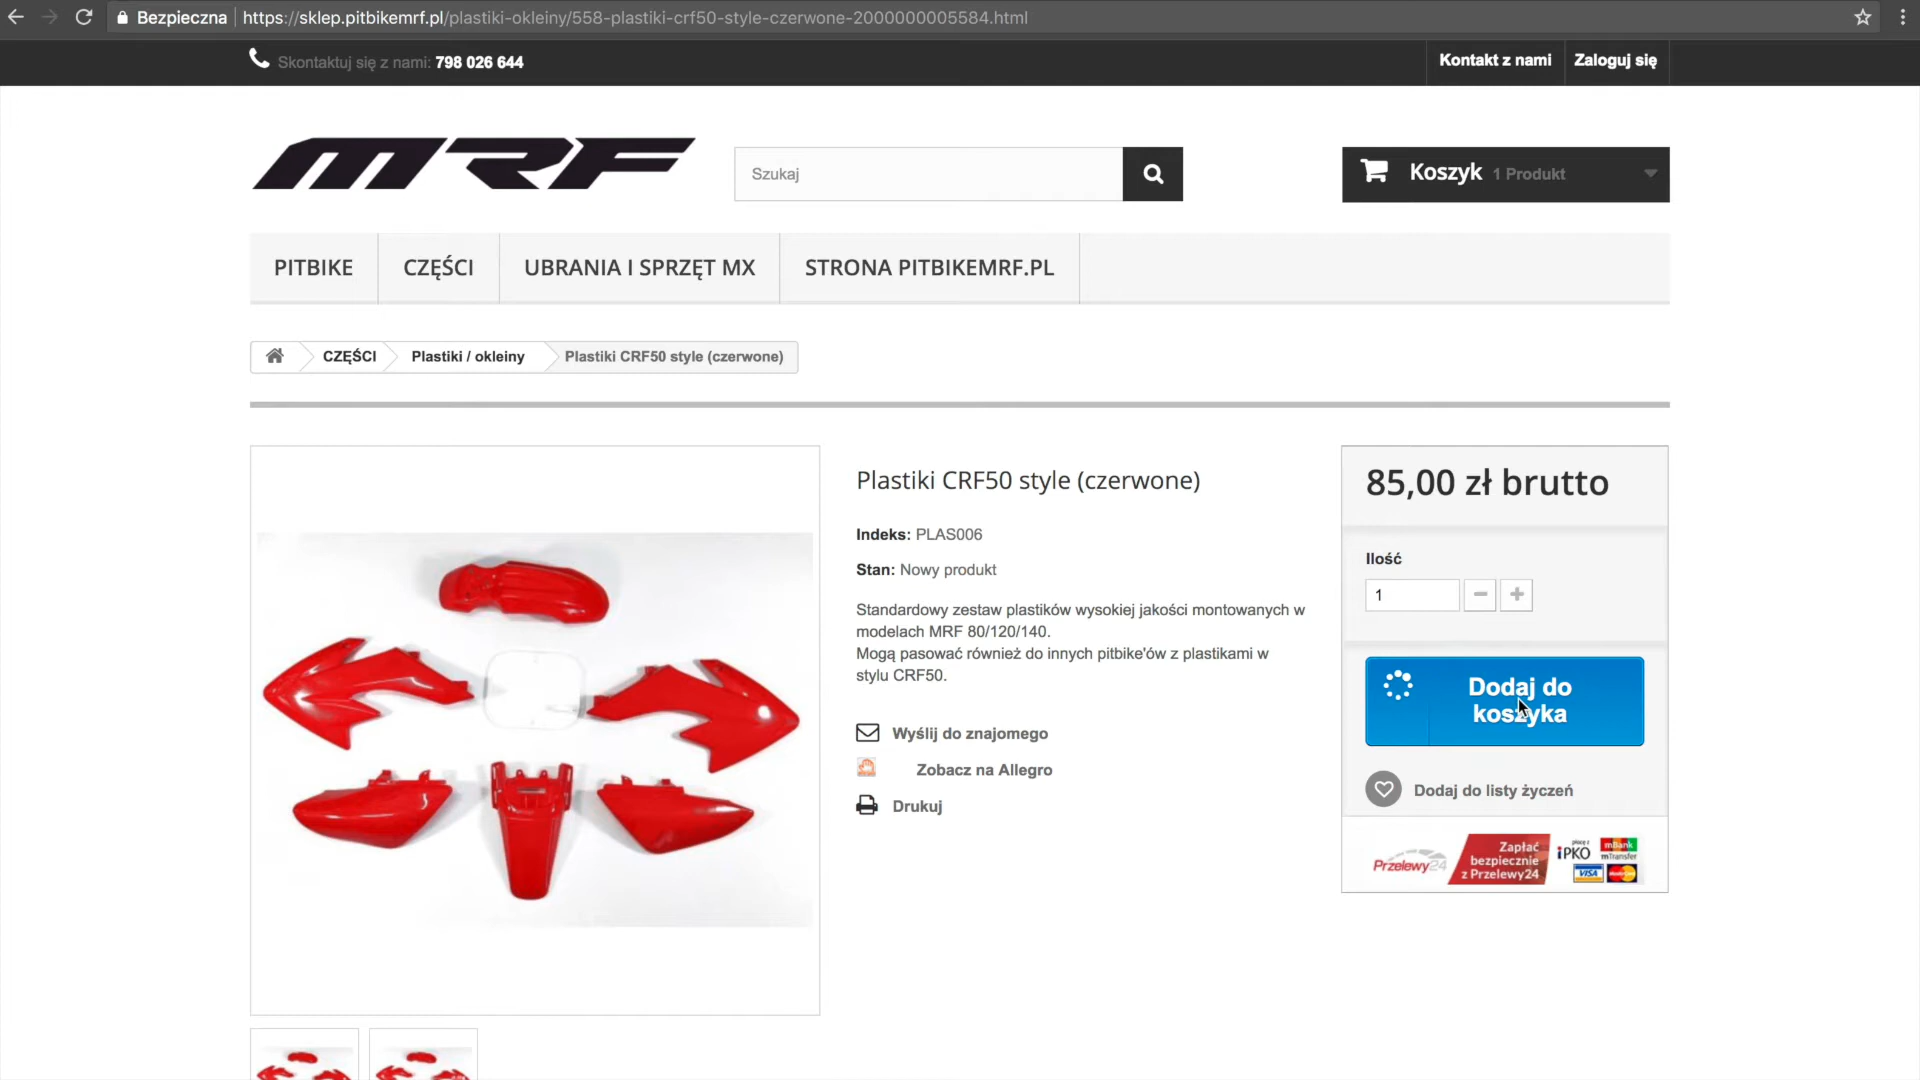 Bezpieczna https://sklep.pitbikemrf.pl/plastiki-okleiny/558-plastiki-crf50-style-czerwone-2000000005584.html
Skontaktuj się z nami: 798 026 644
Kontakt z nami
Zaloguj się
MRF
Szukaj
Koszyk 1 Produkt
PITBIKE
CZĘŚCI
UBRANIA I SPRZĘT MX
STRONA PITBIKEMRF.PL
CZĘŚCI
Plastiki / okleiny
Plastiki CRF50 style (czerwone)
Plastiki CRF50 style (czerwone)
Indeks: PLAS006
Stan: Nowy produkt
Standardowy zestaw plastików wysokiej jakości montowanych w
modelach MRF 80/120/140.
Mogą pasować również do innych pitbike'ów z plastikami w
stylu CRF50.
Wyślij do znajomego
Zobacz na Allegro
Drukuj
85,00 zł brutto
Ilość
1
Dodaj do
koszyka
Dodaj do listy życzeń
Przelewy24
Zapłać
bezpiecznie
z Przelewy24
płacę z
iPKO
mBank
mTransfer
VISA